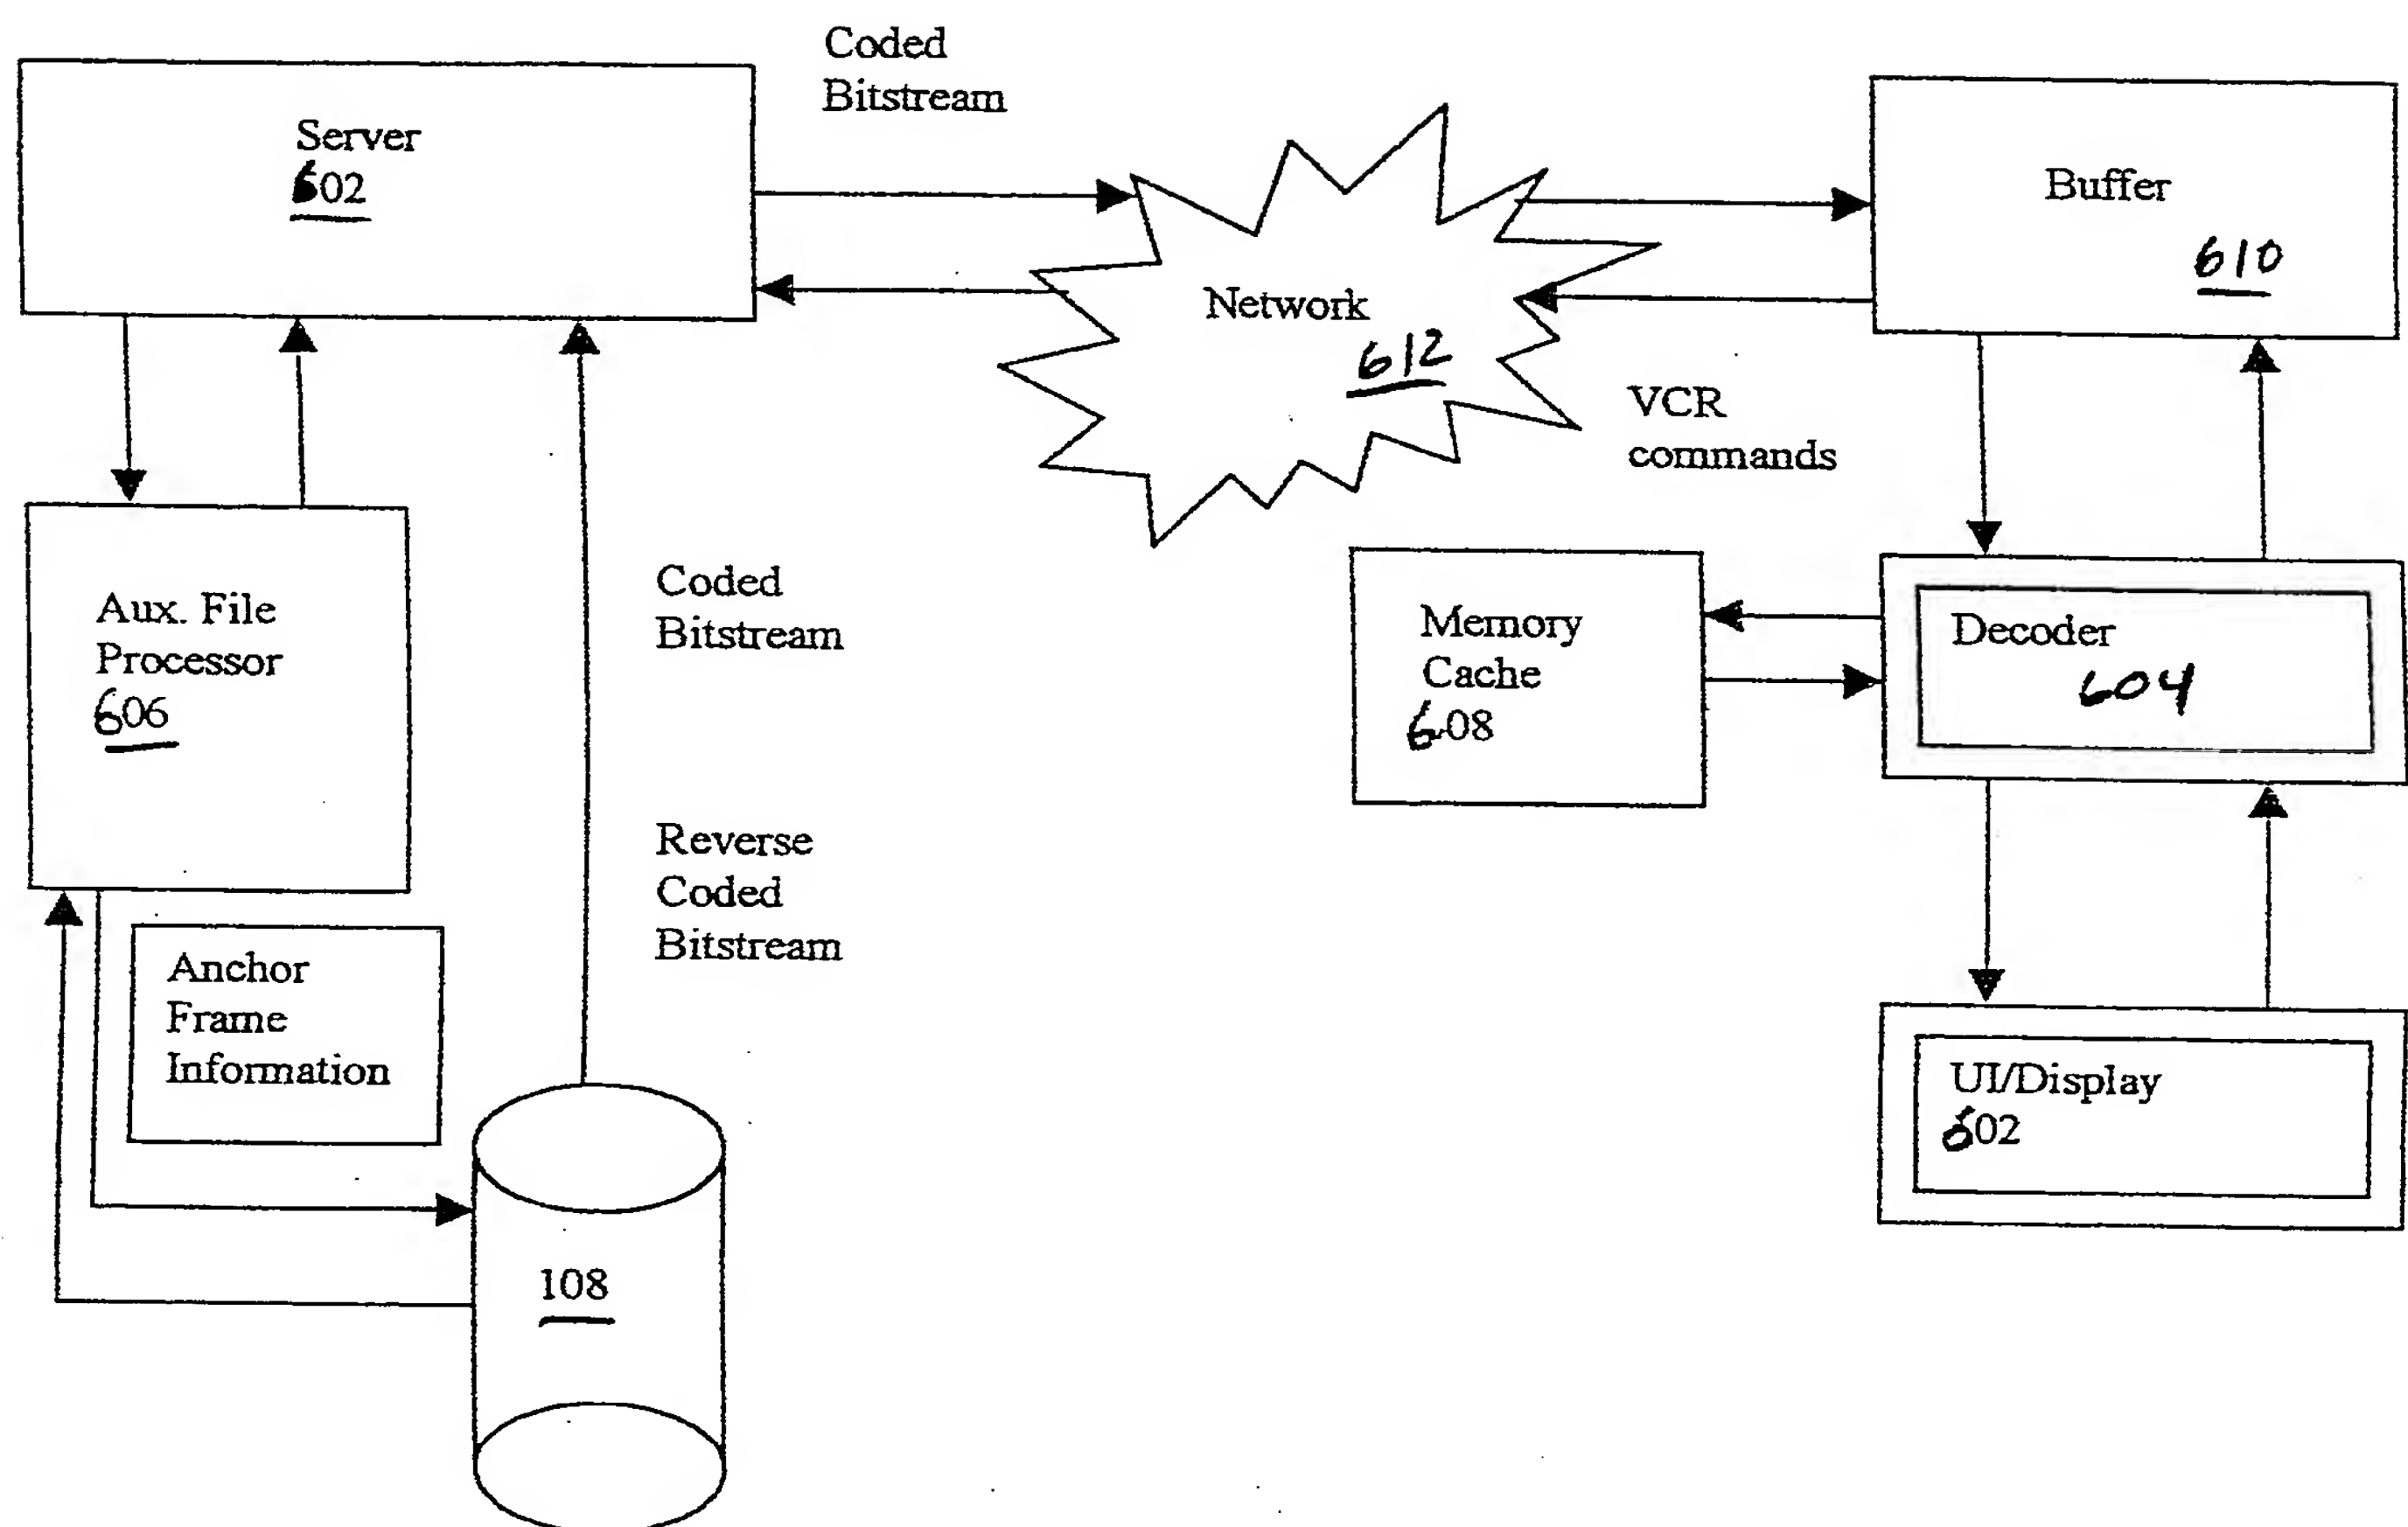 Coded
Bitstream
Server
602
Buffer
610
Network
612
VCR
commands
Aux. File
Processor
606
Coded
Bitstream
Memory
Cache
608
Decoder
604
Reverse
Coded
Bitstream
Anchor
Frame
Information
UI/Display
602
108